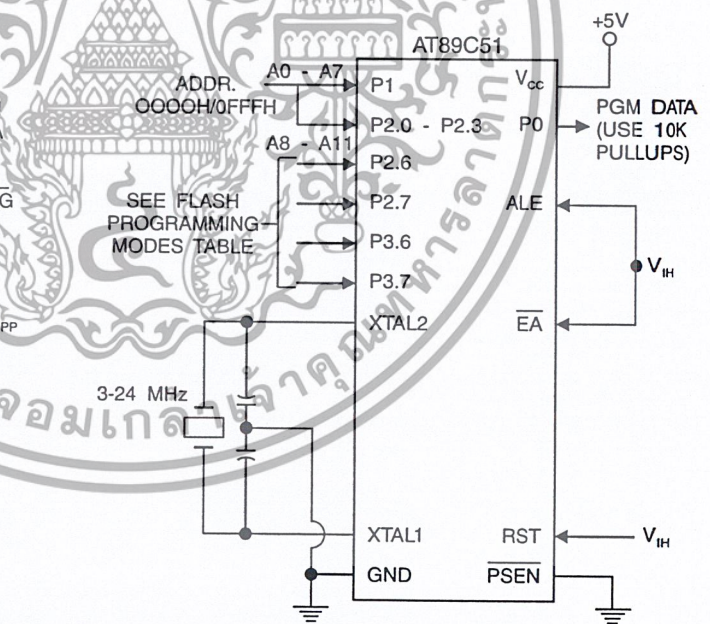 AT89C51
+5V
A0 - A7
ADDR.
OOOOH/0FFFH
P1
VCC
P2.0 - P2.3
P0
PGM DATA
(USE 10K
PULLUPS)
A8 - A11
P2.6
SEE FLASH
PROGRAMMING
MODES TABLE
P2.7
ALE
P3.6
P3.7
VIH
G
PP
XTAL2
EA
3-24 MHz
XTAL1
RST
VIH
GND
PSEN